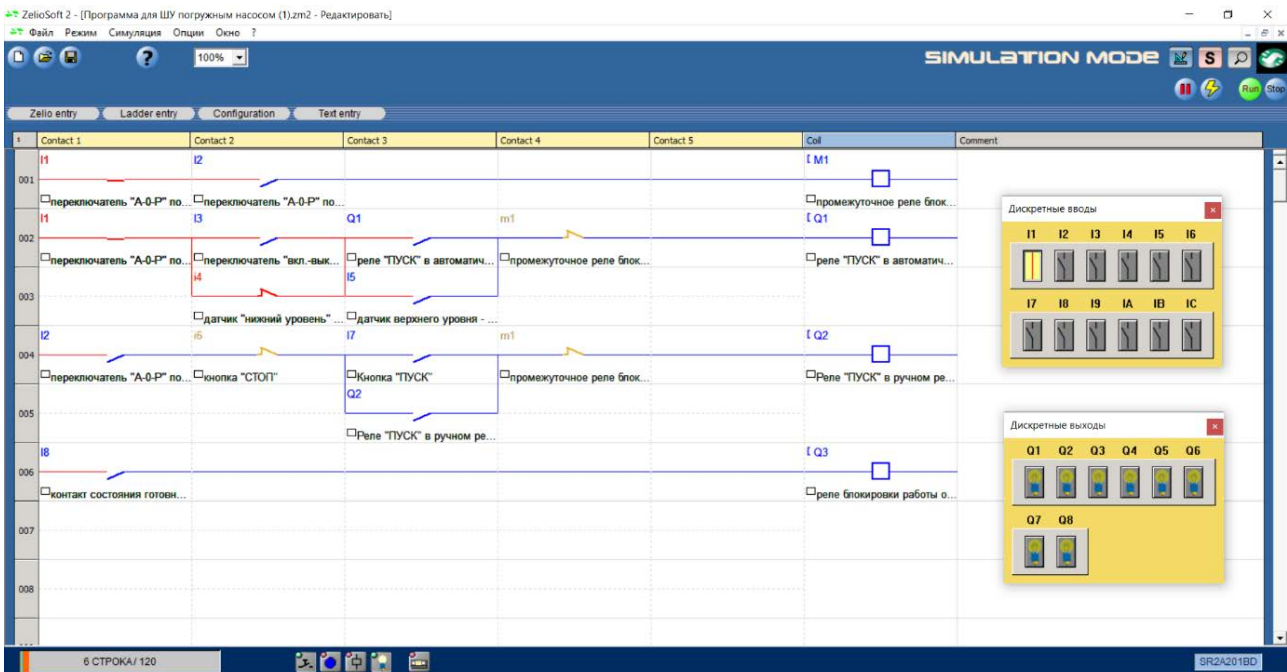 ZelioSoft 2 - [Программа для ШУ погружным насосом (1).zm2 - Редактировать]
Файл Режим Симуляция Опции Окно ?
100% SIMULATION MODE S
Run Stop
Zelio entry Ladder entry Configuration Text entry
1 Contact 1 Contact 2 Contact 3 Contact 4 Contact 5 Coil Comment
I1 I2 [ M1
001
переключатель "А-0-Р" по... переключатель "А-0-Р" по... промежуточное реле блок...
I1 I3 Q1 m1 [ Q1
002
переключатель "А-0-Р" по... переключатель "вкл.-вык... реле "ПУСК" в автоматич... промежуточное реле блок... реле "ПУСК" в автоматич...
i4 I5
003
датчик "нижний уровень" ... датчик верхнего уровня - ...
I2 i6 I7 m1 [ Q2
004
переключатель "А-0-Р" по... кнопка "СТОП" Кнопка "ПУСК" промежуточное реле блок... Реле "ПУСК" в ручном ре...
Q2
005
Реле "ПУСК" в ручном ре...
I8 [ Q3
006
контакт состояния готовн... реле блокировки работы о...
007
008
Дискретные вводы
I1 I2 I3 I4 I5 I6
I7 I8 I9 IA IB IC
Дискретные выходы
Q1 Q2 Q3 Q4 Q5 Q6
Q7 Q8
6 СТРОКА/ 120 SR2A201BD